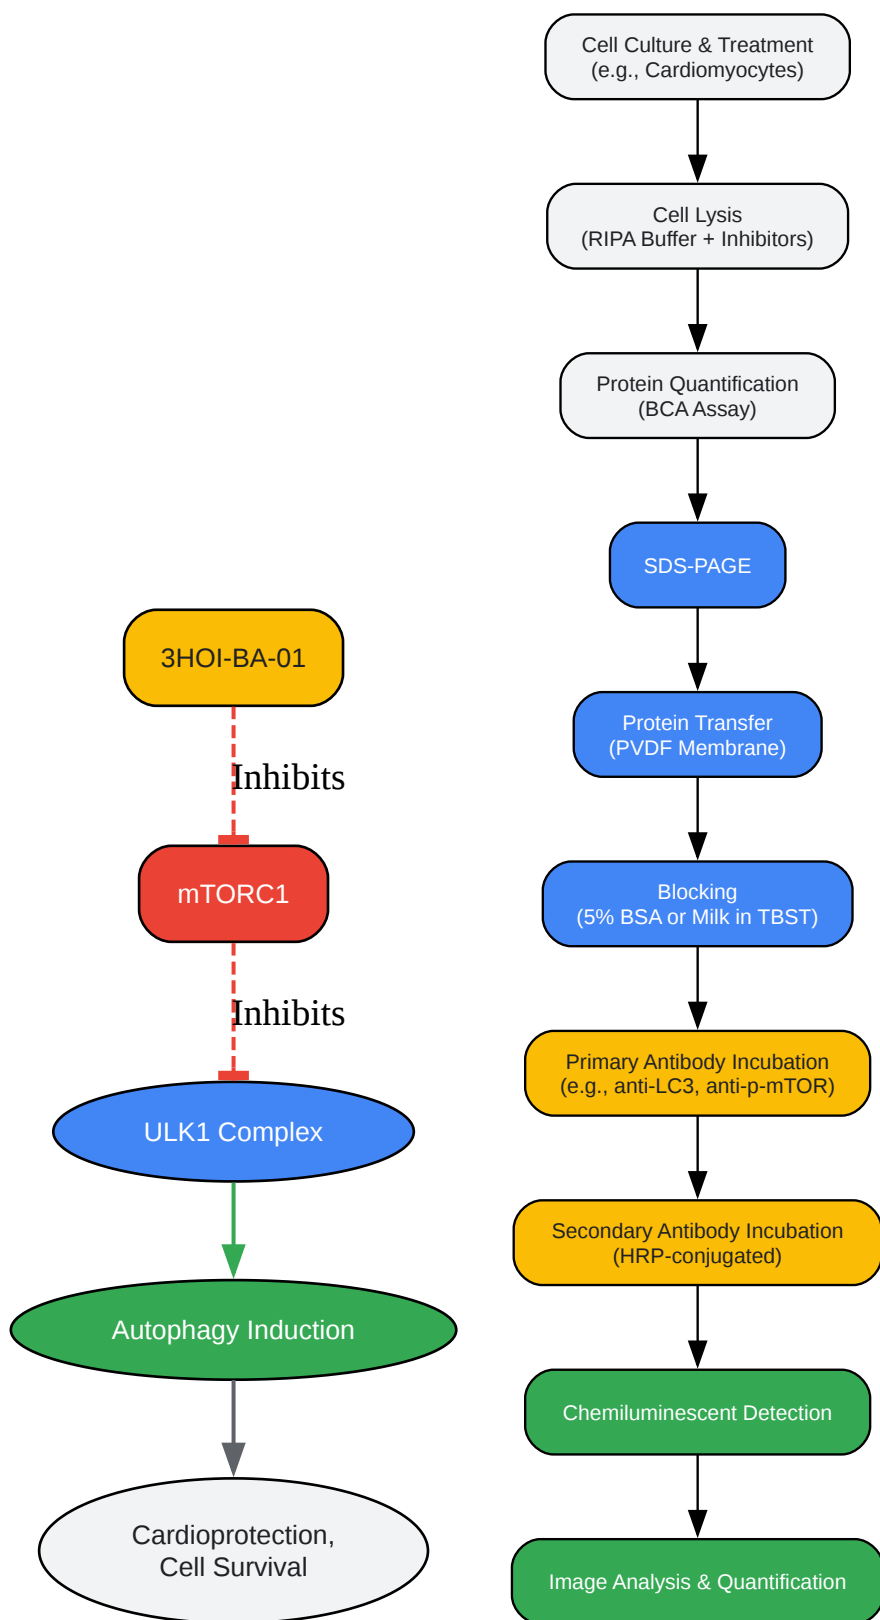 3HOI-BA-01
Inhibits
mTORC1
Inhibits
ULK1 Complex
Autophagy Induction
Cardioprotection,
Cell Survival
Cell Culture & Treatment
(e.g., Cardiomyocytes)
Cell Lysis
(RIPA Buffer + Inhibitors)
Protein Quantification
(BCA Assay)
SDS-PAGE
Protein Transfer
(PVDF Membrane)
Blocking
(5% BSA or Milk in TBST)
Primary Antibody Incubation
(e.g., anti-LC3, anti-p-mTOR)
Secondary Antibody Incubation
(HRP-conjugated)
Chemiluminescent Detection
Image Analysis & Quantification